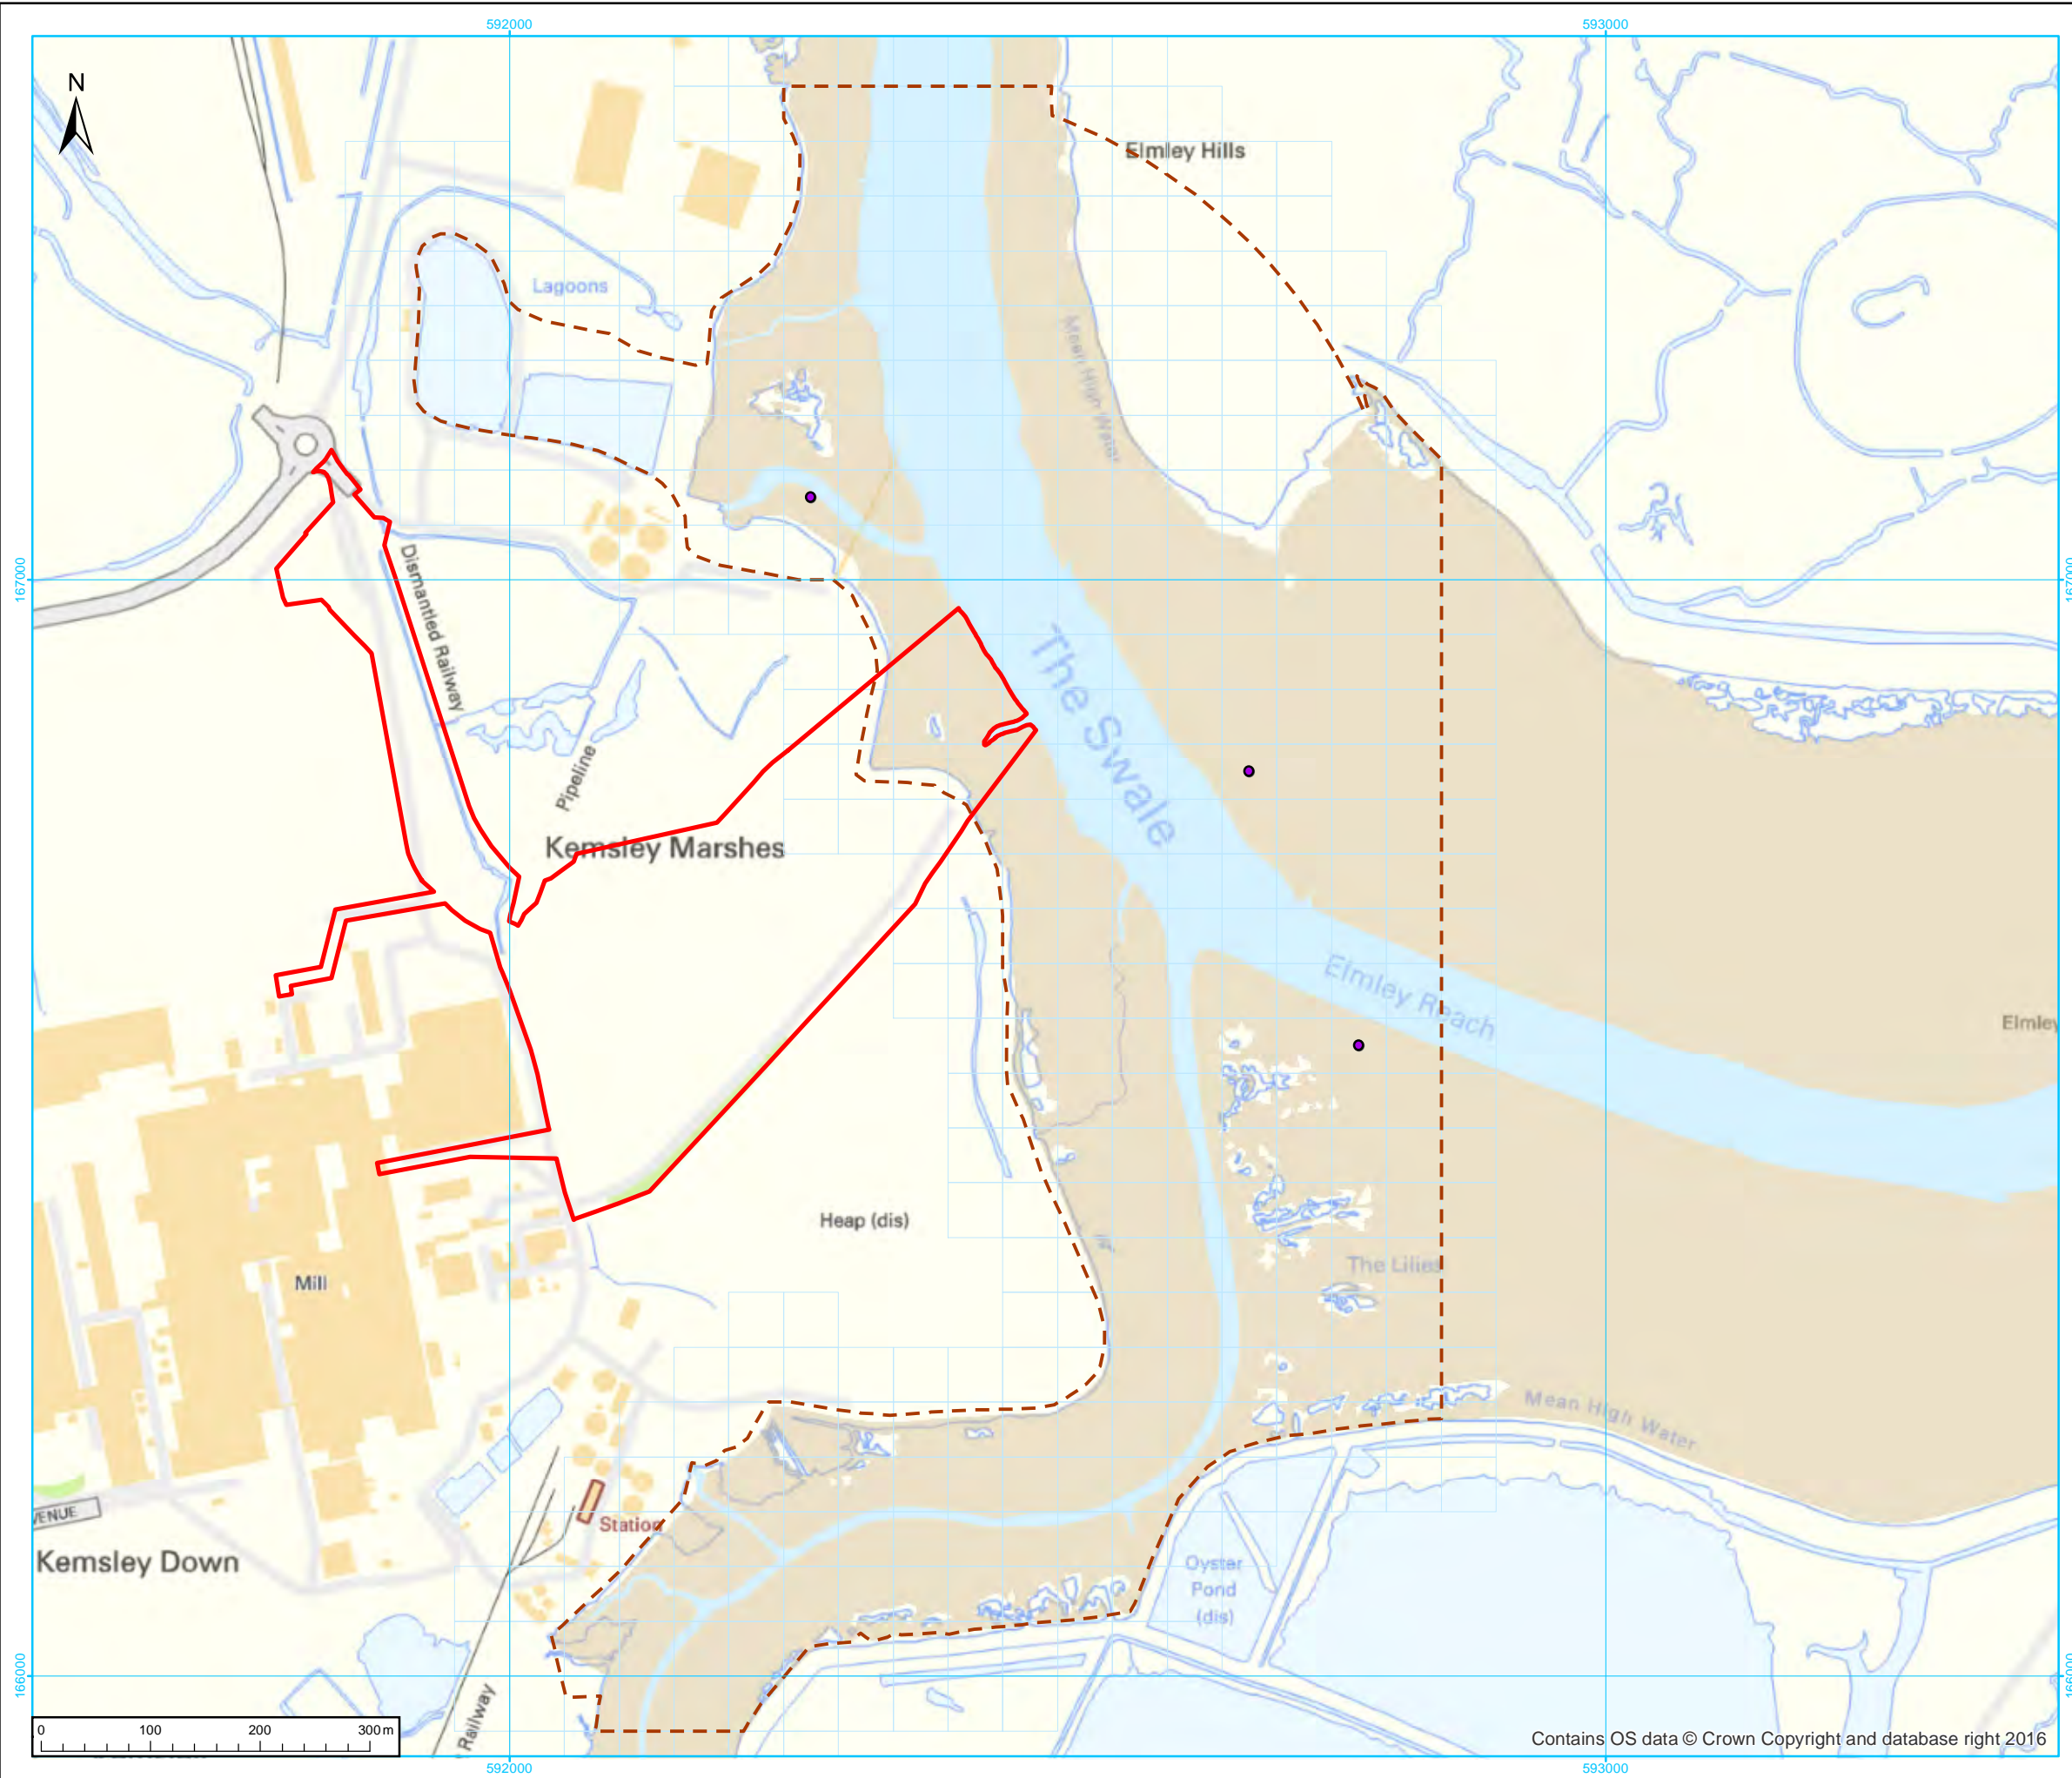 592000
593000
N
Elmley Hills
Lagoons
Mean High Water
167000
167000
Dismantled Railway
The Swale
Pipeline
Kemsley Marshes
Elmley Reach
Elmley
Heap (dis)
The Lilies
Mill
Mean High Water
VENUE
Station
Kemsley Down
Oyster
Pond
(dis)
166000
166000
Railway
0 100 200 300m
Contains OS data © Crown Copyright and database right 2016
592000
593000